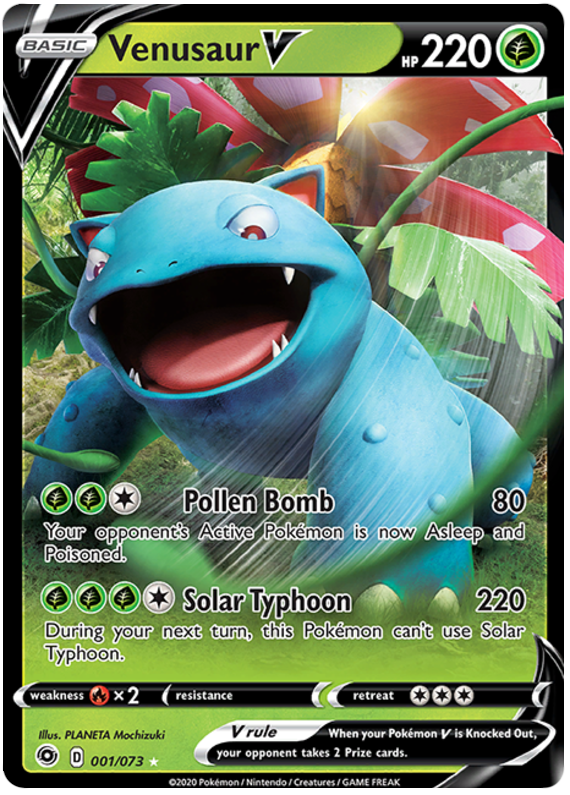 BASIC Venusaur V HP 220
Pollen Bomb 80
Your opponent's Active Pokémon is now Asleep and
Poisoned.
Solar Typhoon 220
During your next turn, this Pokémon can't use Solar
Typhoon.
weakness ×2 resistance retreat
Illus. PLANETA Mochizuki
V rule When your Pokémon V is Knocked Out,
your opponent takes 2 Prize cards.
D 001/073 ★
©2020 Pokémon / Nintendo / Creatures / GAME FREAK